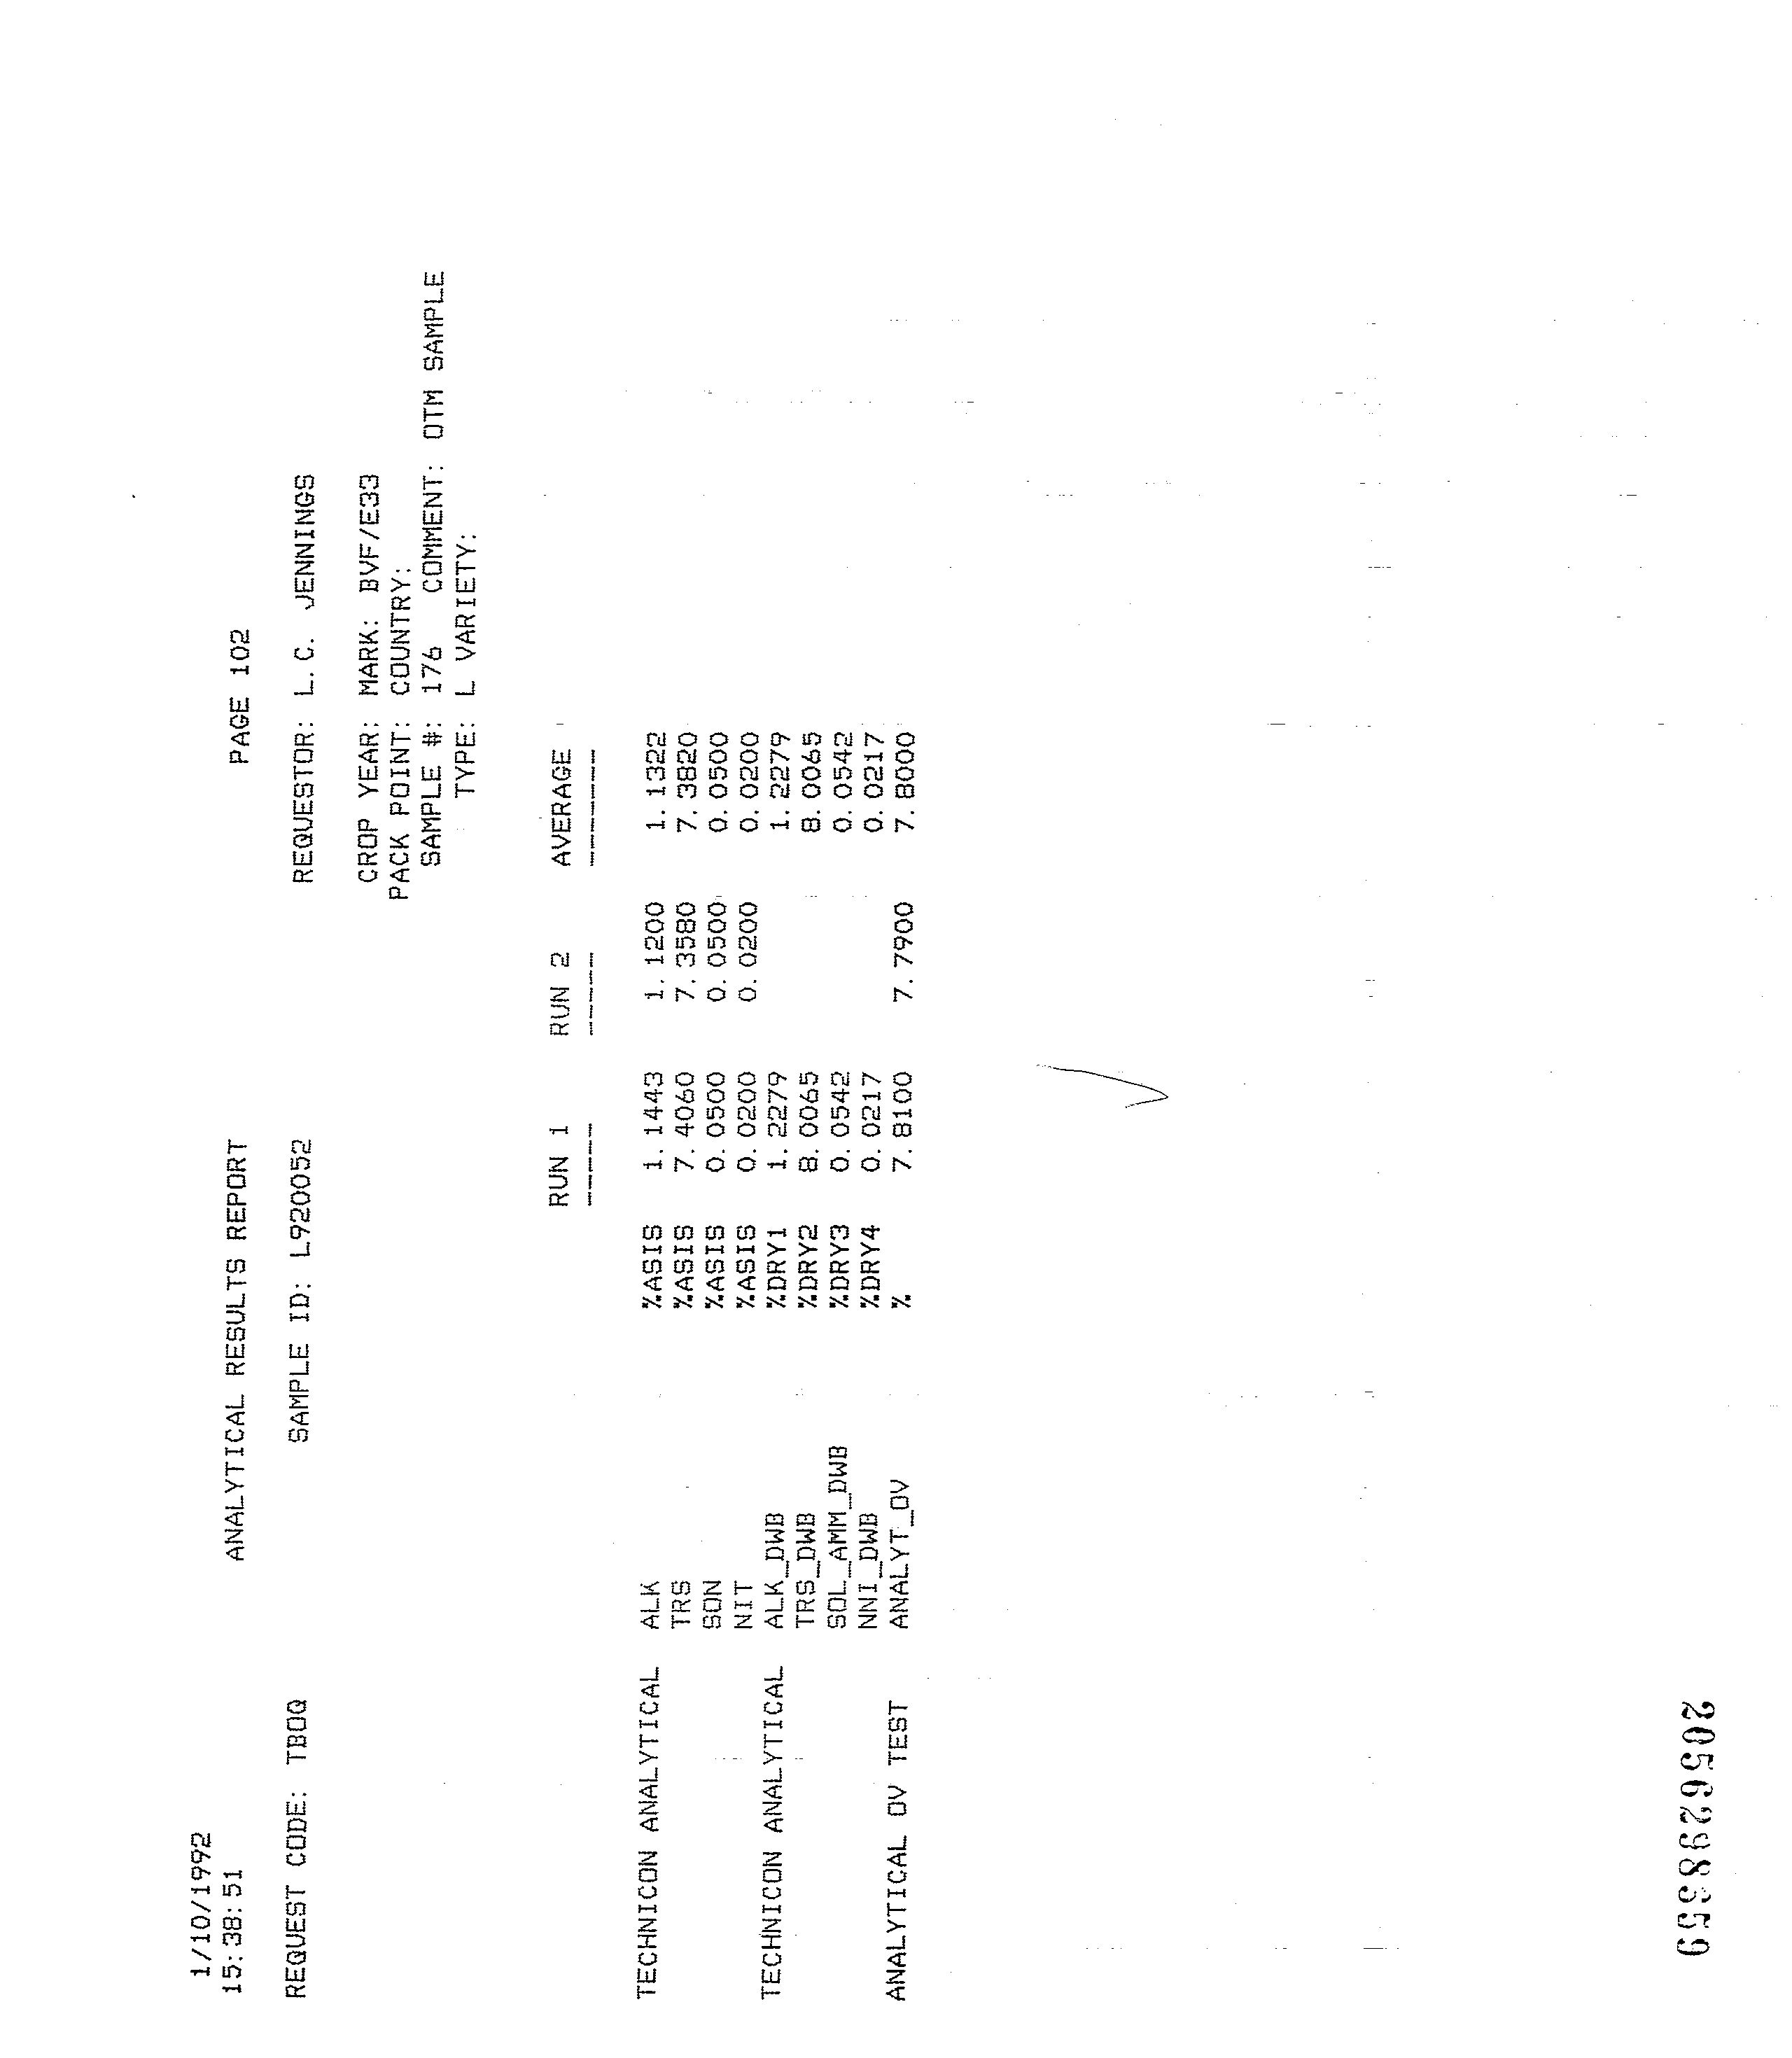 1/10/1992
15:38:51 ANALYTICAL RESULTS REPORT PAGE 102
REQUEST CODE: TBOQ SAMPLE ID: L920052 REQUESTOR: L.C. JENNINGS
CROP YEAR: MARK: BVF/E33
PACK POINT: COUNTRY:
SAMPLE #: 176 COMMENT: OTM SAMPLE
TYPE: L VARIETY:
RUN 1 RUN 2 AVERAGE
----- ----- -------
TECHNICON ANALYTICAL ALK %ASIS 1.1443 1.1200 1.1322
TRS %ASIS 7.4060 7.3580 7.3820
SON %ASIS 0.0500 0.0500 0.0500
NIT %ASIS 0.0200 0.0200 0.0200
TECHNICON ANALYTICAL ALK_DWB %DRY1 1.2279 1.2279
TRS_DWB %DRY2 8.0065 8.0065
SOL_AMM_DWB %DRY3 0.0542 0.0542
NNI_DWB %DRY4 0.0217 0.0217
ANALYTICAL OV TEST ANALYT_OV % 7.8100 7.7900 7.8000